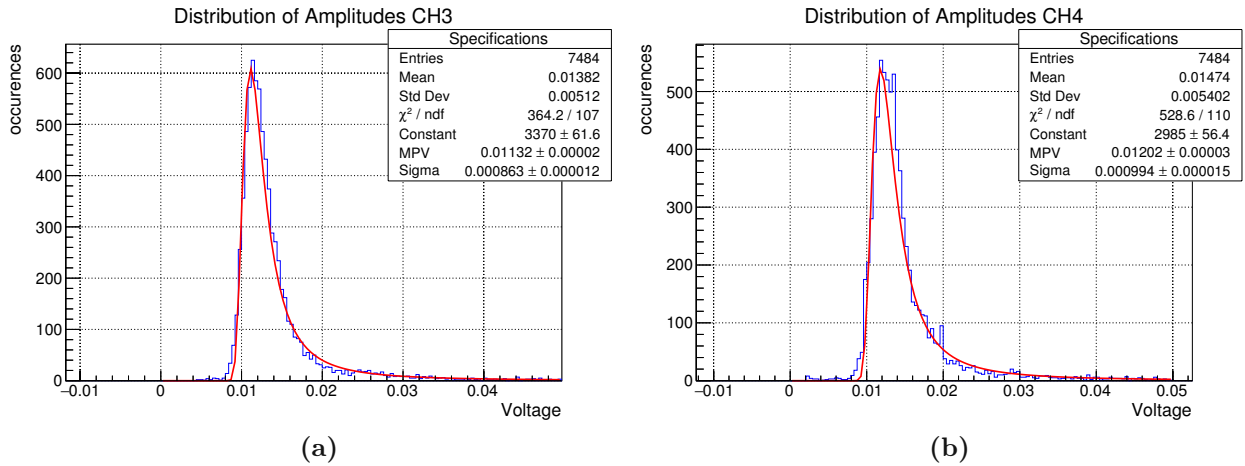 Distribution of Amplitudes CH3
occurences
Specifications
Entries 7484
Mean 0.01382
Std Dev 0.00512
χ² / ndf 364.2 / 107
Constant 3370 ± 61.6
MPV 0.01132 ± 0.00002
Sigma 0.000863 ± 0.000012
600
500
400
300
200
100
0
−0.01 0 0.01 0.02 0.03 0.04
Voltage
(a)
Distribution of Amplitudes CH4
occurences
Specifications
Entries 7484
Mean 0.01474
Std Dev 0.005402
χ² / ndf 528.6 / 110
Constant 2985 ± 56.4
MPV 0.01202 ± 0.00003
Sigma 0.000994 ± 0.000015
500
400
300
200
100
0
−0.01 0 0.01 0.02 0.03 0.04 0.05
Voltage
(b)